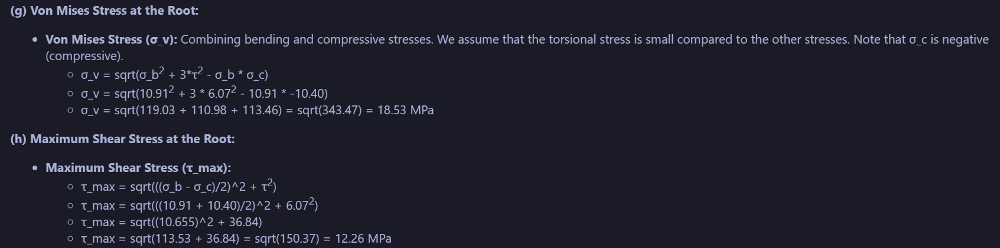 (g) Von Mises Stress at the Root:
• Von Mises Stress (σ_v): Combining bending and compressive stresses. We assume that the torsional stress is small compared to the other stresses. Note that σ_c is negative
(compressive).
○ σ_v = sqrt(σ_b² + 3*τ² - σ_b * σ_c)
○ σ_v = sqrt(10.91² + 3 * 6.07² - 10.91 * -10.40)
○ σ_v = sqrt(119.03 + 110.98 + 113.46) = sqrt(343.47) = 18.53 MPa
(h) Maximum Shear Stress at the Root:
• Maximum Shear Stress (τ_max):
○ τ_max = sqrt(((σ_b - σ_c)/2)^2 + τ²)
○ τ_max = sqrt(((10.91 + 10.40)/2)^2 + 6.07²)
○ τ_max = sqrt((10.655)^2 + 36.84)
○ τ_max = sqrt(113.53 + 36.84) = sqrt(150.37) = 12.26 MPa